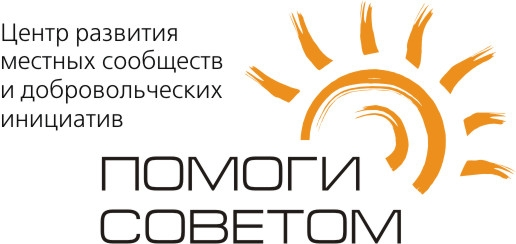 Центр развития
местных сообществ
и добровольческих
инициатив
ПОМОГИ
СОВЕТОМ